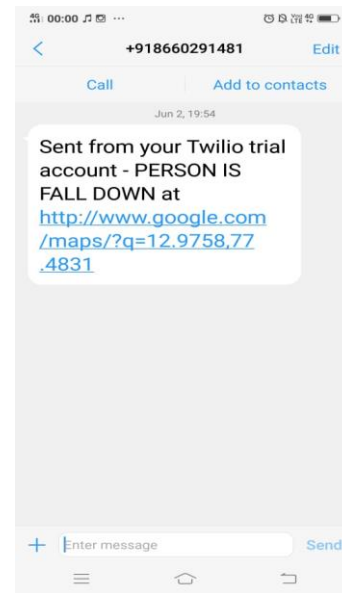 00:00
+918660291481 Edit
Call Add to contacts
Jun 2, 19:54
Sent from your Twilio trial
account - PERSON IS
FALL DOWN at
http://www.google.com
/maps/?q=12.9758,77
.4831
Enter message Send